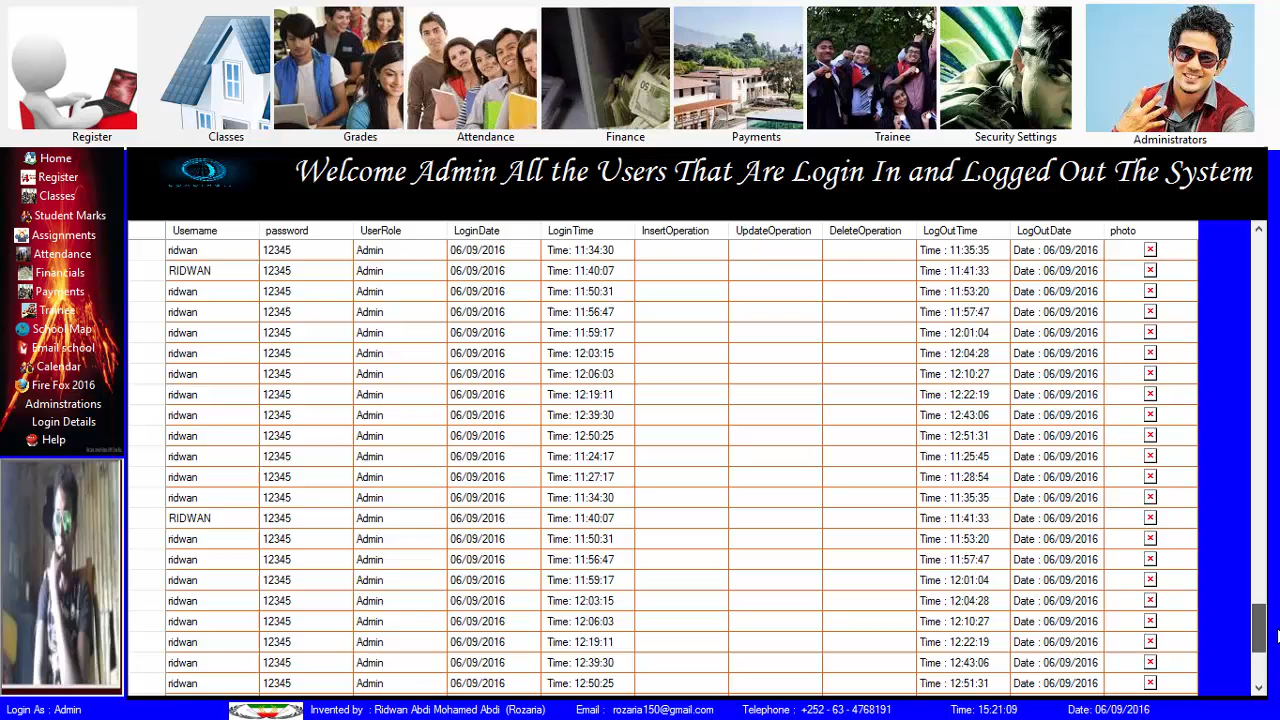 Register Classes Grades Attendance Finance Payments Trainee Security Settings Administrators
Home
Register
Classes
Student Marks
Assignments
Attendance
Financials
Payments
Trainee
School Map
Email school
Calendar
Fire Fox 2016
Adminstrations
Login Details
Help
Welcome Admin All the Users That Are Login In and Logged Out The System
Username password UserRole LoginDate LoginTime InsertOperation UpdateOperation DeleteOperation LogOutTime LogOutDate photo
ridwan 12345 Admin 06/09/2016 Time: 11:34:30 Time : 11:35:35 Date : 06/09/2016
RIDWAN 12345 Admin 06/09/2016 Time: 11:40:07 Time : 11:41:33 Date : 06/09/2016
ridwan 12345 Admin 06/09/2016 Time: 11:50:31 Time : 11:53:20 Date : 06/09/2016
ridwan 12345 Admin 06/09/2016 Time: 11:56:47 Time : 11:57:47 Date : 06/09/2016
ridwan 12345 Admin 06/09/2016 Time: 11:59:17 Time : 12:01:04 Date : 06/09/2016
ridwan 12345 Admin 06/09/2016 Time: 12:03:15 Time : 12:04:28 Date : 06/09/2016
ridwan 12345 Admin 06/09/2016 Time: 12:06:03 Time : 12:10:27 Date : 06/09/2016
ridwan 12345 Admin 06/09/2016 Time: 12:19:11 Time : 12:22:19 Date : 06/09/2016
ridwan 12345 Admin 06/09/2016 Time: 12:39:30 Time : 12:43:06 Date : 06/09/2016
ridwan 12345 Admin 06/09/2016 Time: 12:50:25 Time : 12:51:31 Date : 06/09/2016
ridwan 12345 Admin 06/09/2016 Time: 11:24:17 Time : 11:25:45 Date : 06/09/2016
ridwan 12345 Admin 06/09/2016 Time: 11:27:17 Time : 11:28:54 Date : 06/09/2016
ridwan 12345 Admin 06/09/2016 Time: 11:34:30 Time : 11:35:35 Date : 06/09/2016
RIDWAN 12345 Admin 06/09/2016 Time: 11:40:07 Time : 11:41:33 Date : 06/09/2016
ridwan 12345 Admin 06/09/2016 Time: 11:50:31 Time : 11:53:20 Date : 06/09/2016
ridwan 12345 Admin 06/09/2016 Time: 11:56:47 Time : 11:57:47 Date : 06/09/2016
ridwan 12345 Admin 06/09/2016 Time: 11:59:17 Time : 12:01:04 Date : 06/09/2016
ridwan 12345 Admin 06/09/2016 Time: 12:03:15 Time : 12:04:28 Date : 06/09/2016
ridwan 12345 Admin 06/09/2016 Time: 12:06:03 Time : 12:10:27 Date : 06/09/2016
ridwan 12345 Admin 06/09/2016 Time: 12:19:11 Time : 12:22:19 Date : 06/09/2016
ridwan 12345 Admin 06/09/2016 Time: 12:39:30 Time : 12:43:06 Date : 06/09/2016
ridwan 12345 Admin 06/09/2016 Time: 12:50:25 Time : 12:51:31 Date : 06/09/2016
Login As : Admin Invented by : Ridwan Abdi Mohamed Abdi (Rozaria) Email : rozaria150@gmail.com Telephone : +252 - 63 - 4768191 Time: 15:21:09 Date: 06/09/2016